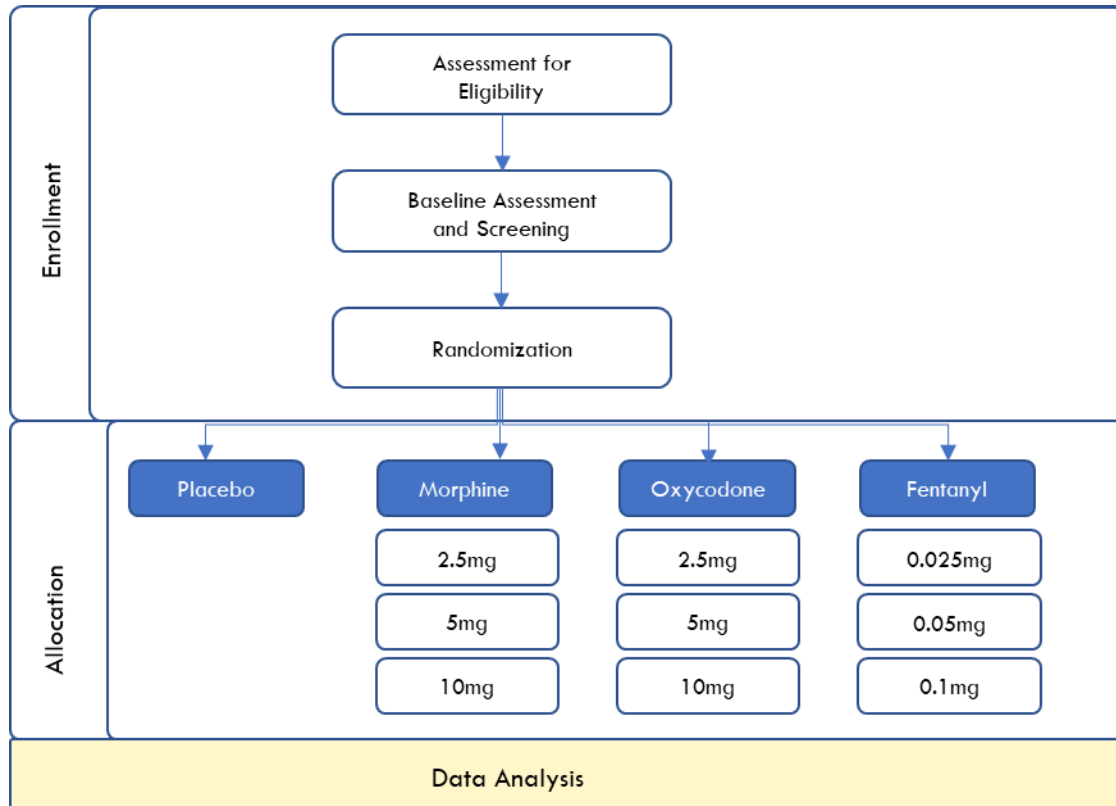 Enrollment
Assessment for
Eligibility
Baseline Assessment
and Screening
Randomization
Allocation
Placebo
Morphine
Oxycodone
Fentanyl
2.5mg
2.5mg
0.025mg
5mg
5mg
0.05mg
10mg
10mg
0.1mg
Data Analysis